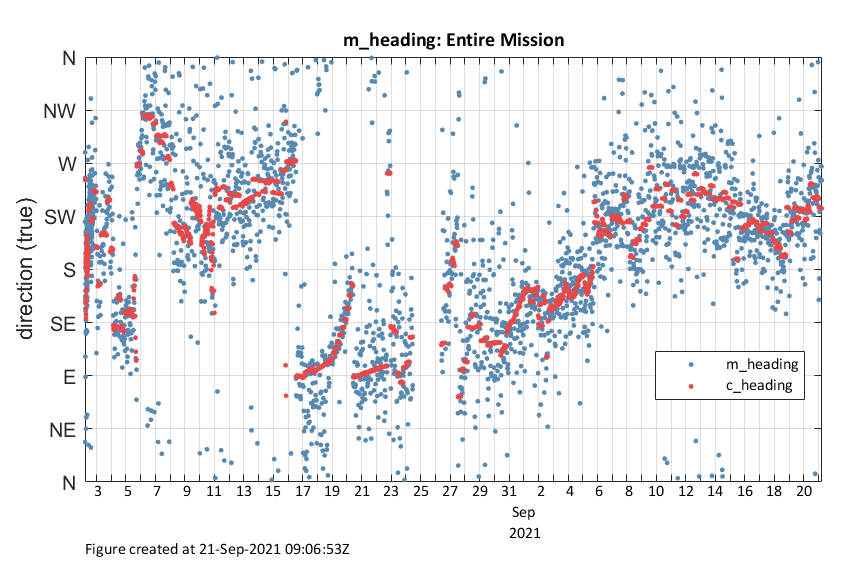 m_heading: Entire Mission
direction (true)
N
NW
W
SW
S
SE
E
NE
N
m_heading
c_heading
3 5 7 9 11 13 15 17 19 21 23 25 27 29 31 2 4 6 8 10 12 14 16 18 20
Sep
2021
Figure created at 21-Sep-2021 09:06:53Z